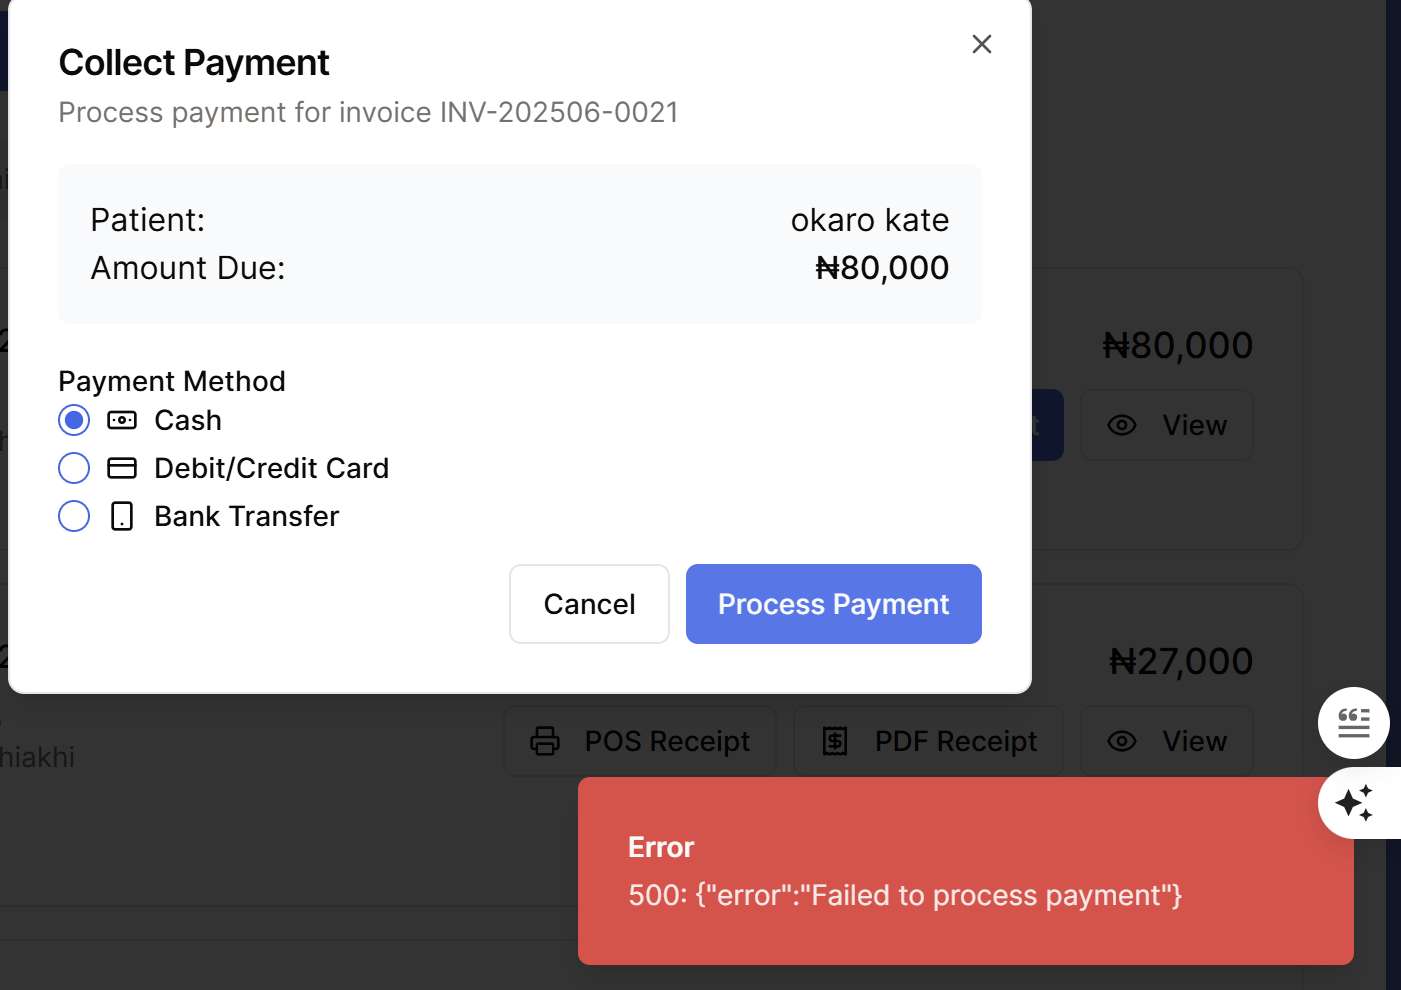 Collect Payment
Process payment for invoice INV-202506-0021
Patient: okaro kate
Amount Due: ₦80,000
Payment Method
Cash
Debit/Credit Card
Bank Transfer
Cancel Process Payment
₦80,000
View
₦27,000
hiakhi
POS Receipt PDF Receipt View
Error
500: {"error":"Failed to process payment"}